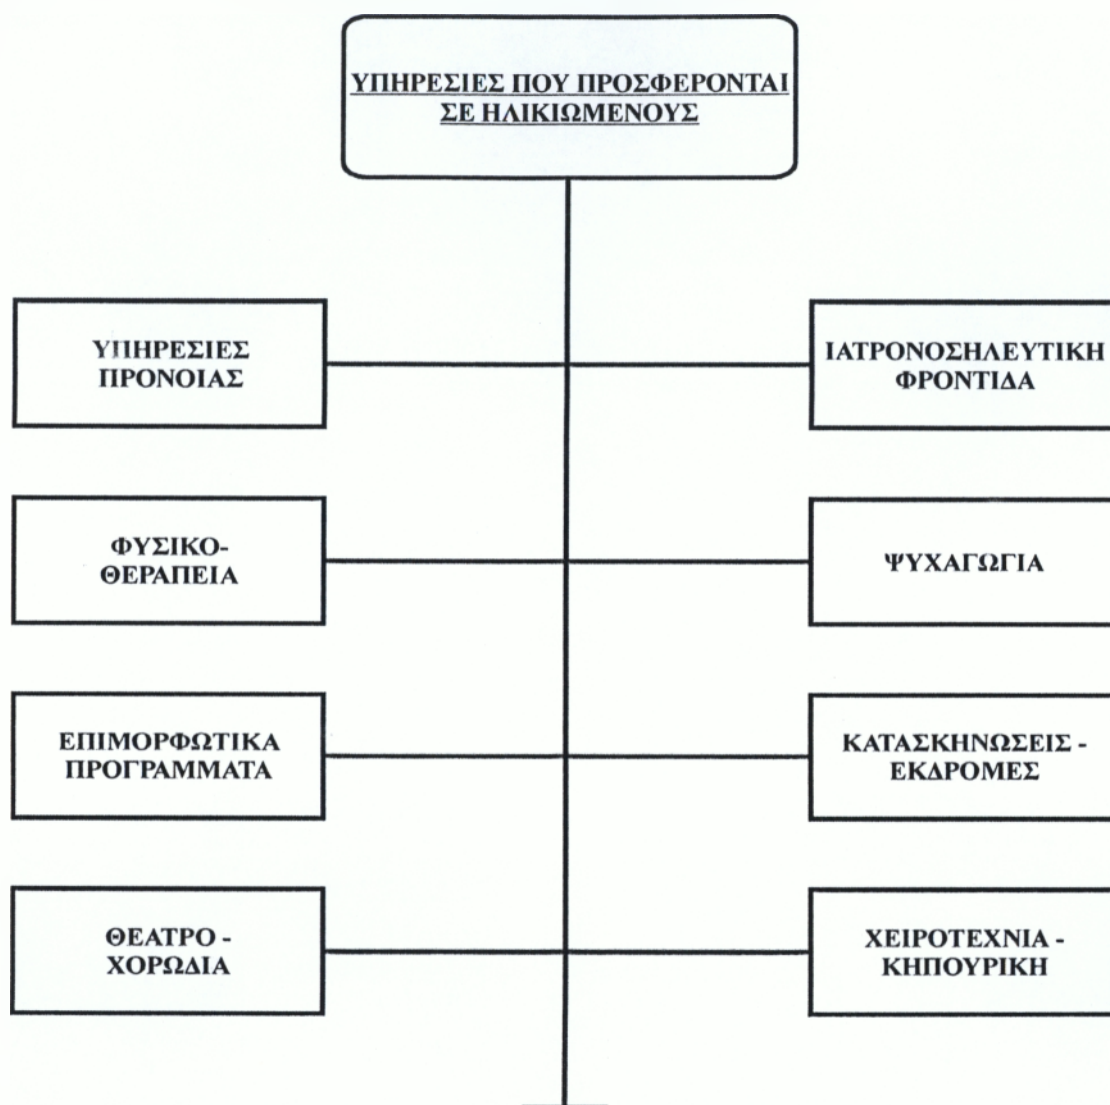 ΥΠΗΡΕΣΙΕΣ ΠΟΥ ΠΡΟΣΦΕΡΟΝΤΑΙ
ΣΕ ΗΛΙΚΙΩΜΕΝΟΥΣ
ΥΠΗΡΕΣΙΕΣ
ΠΡΟΝΟΙΑΣ
ΙΑΤΡΟΝΟΣΗΛΕΥΤΙΚΗ
ΦΡΟΝΤΙΔΑ
ΦΥΣΙΚΟ-
ΘΕΡΑΠΕΙΑ
ΨΥΧΑΓΩΓΙΑ
ΕΠΙΜΟΡΦΩΤΙΚΑ
ΠΡΟΓΡΑΜΜΑΤΑ
ΚΑΤΑΣΚΗΝΩΣΕΙΣ -
ΕΚΔΡΟΜΕΣ
ΘΕΑΤΡΟ -
ΧΟΡΩΔΙΑ
ΧΕΙΡΟΤΕΧΝΙΑ -
ΚΗΠΟΥΡΙΚΗ